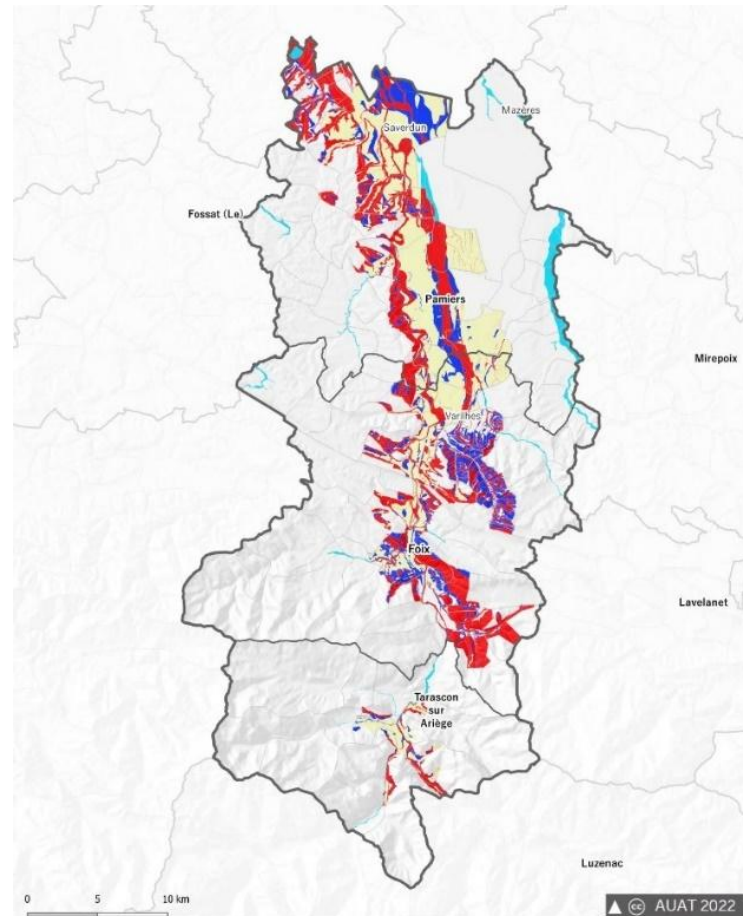 Mazères
Saverdun
Fossat (Le)
Pamiers
Mirepoix
Varilhes
Foix
Lavelanet
Tarascon
sur
Ariège
Luzenac
0 5 10 km
cc AUAT 2022